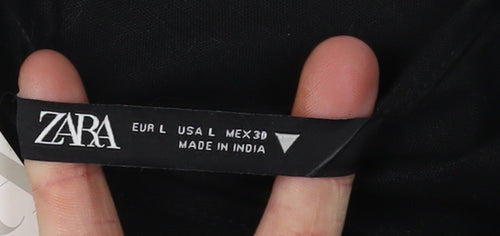 ZARA
EUR L USA L MEX 30
MADE IN INDIA